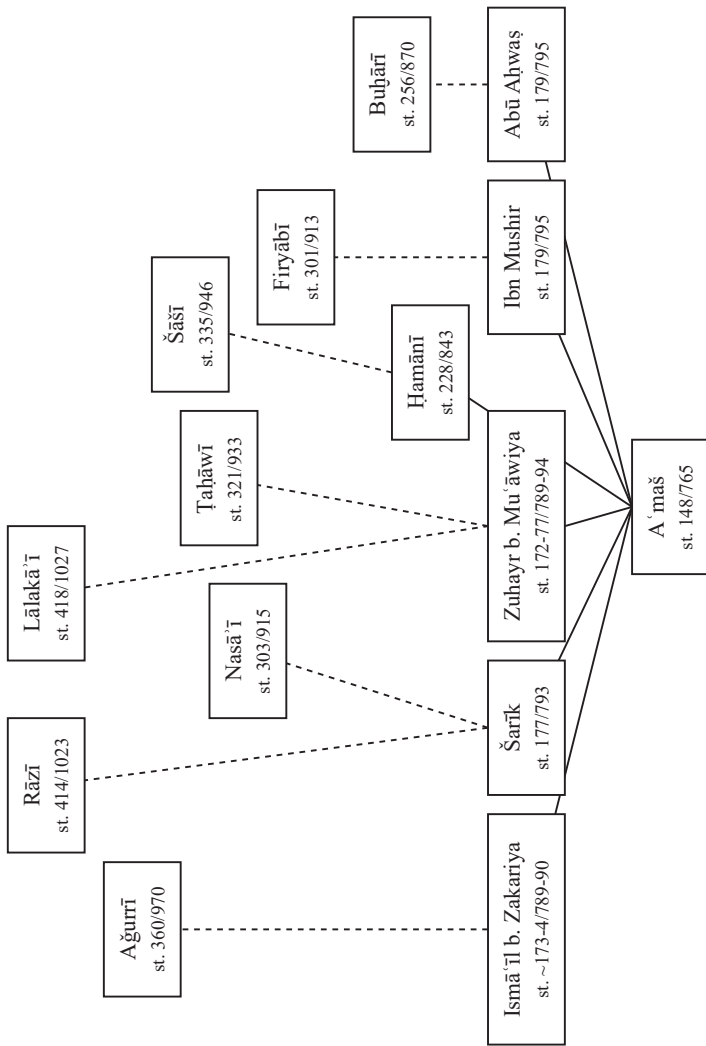 Lālakāʾī
st. 418/1027
Rāzī
st. 414/1023
Ağurrī
st. 360/970
Šāšī
st. 335/946
Ṭaḥāwī
st. 321/933
Nasāʾī
st. 303/915
Firyābī
st. 301/913
Buḫārī
st. 256/870
Ḥamānī
st. 228/843
Ismāʿīl b. Zakariya
st. ~173-4/789-90
Šarīk
st. 177/793
Zuhayr b. Muʿāwiya
st. 172-77/789-94
Ibn Mushir
st. 179/795
Abū Aḥwaṣ
st. 179/795
Aʿmaš
st. 148/765